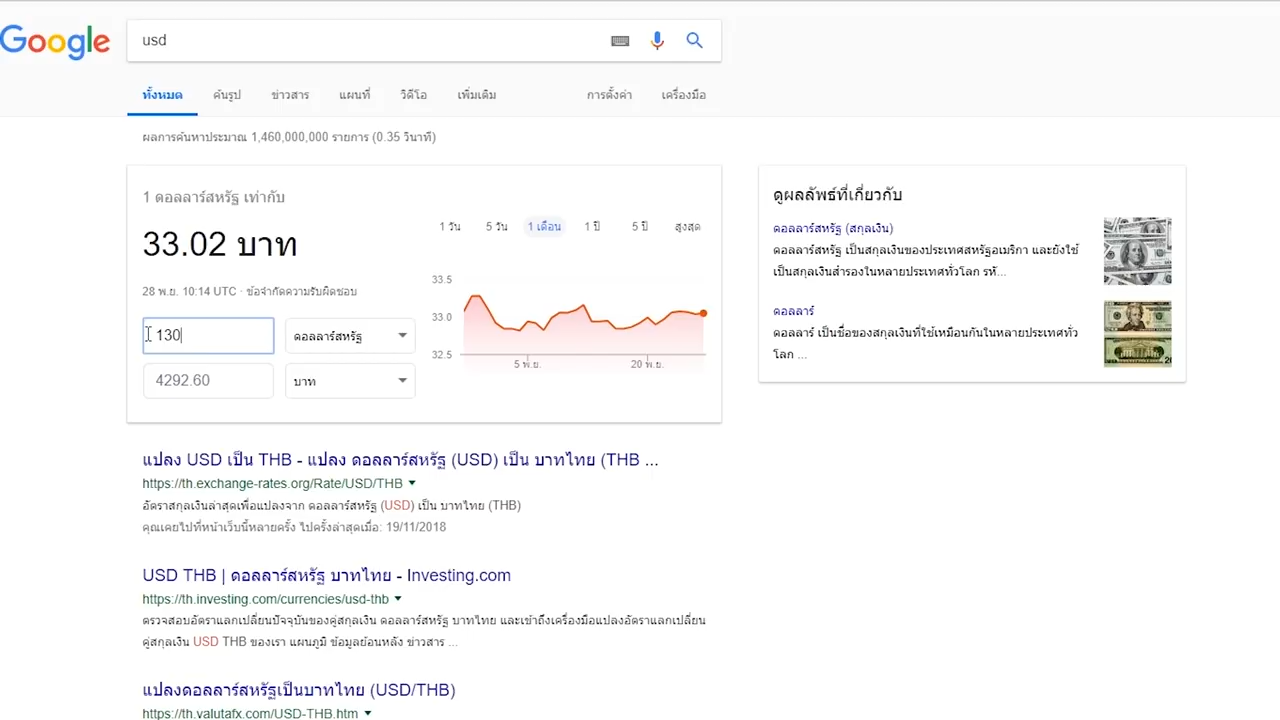 Google
usd
ทั้งหมด ค้นรูป ข่าวสาร แผนที่ วิดีโอ เพิ่มเติม การตั้งค่า เครื่องมือ
ผลการค้นหาประมาณ 1,460,000,000 รายการ (0.35 วินาที)
1 ดอลลาร์สหรัฐ เท่ากับ
33.02 บาท
28 พ.ย. 10:14 UTC · ข้อจำกัดความรับผิดชอบ
130 ดอลลาร์สหรัฐ
4292.60 บาท
1 วัน 5 วัน 1 เดือน 1 ปี 5 ปี สูงสุด
33.5
33.0
32.5
5 พ.ย. 20 พ.ย.
ดูผลลัพธ์ที่เกี่ยวกับ
ดอลลาร์สหรัฐ (สกุลเงิน)
ดอลลาร์สหรัฐ เป็นสกุลเงินของประเทศสหรัฐอเมริกา และยังใช้
เป็นสกุลเงินสำรองในหลายประเทศทั่วโลก รหั...
ดอลลาร์
ดอลลาร์ เป็นชื่อของสกุลเงินที่ใช้เหมือนกันในหลายประเทศทั่ว
โลก ...
แปลง USD เป็น THB - แปลง ดอลลาร์สหรัฐ (USD) เป็น บาทไทย (THB ...
https://th.exchange-rates.org/Rate/USD/THB
อัตราสกุลเงินล่าสุดเพื่อแปลงจาก ดอลลาร์สหรัฐ (USD) เป็น บาทไทย (THB)
คุณเคยไปที่หน้าเว็บนี้หลายครั้ง ไปครั้งล่าสุดเมื่อ: 19/11/2018
USD THB | ดอลลาร์สหรัฐ บาทไทย - Investing.com
https://th.investing.com/currencies/usd-thb
ตรวจสอบอัตราแลกเปลี่ยนปัจจุบันของคู่สกุลเงิน ดอลลาร์สหรัฐ บาทไทย และเข้าถึงเครื่องมือแปลงอัตราแลกเปลี่ยน
คู่สกุลเงิน USD THB ของเรา แผนภูมิ ข้อมูลย้อนหลัง ข่าวสาร ...
แปลงดอลลาร์สหรัฐเป็นบาทไทย (USD/THB)
https://th.valutafx.com/USD-THB.htm